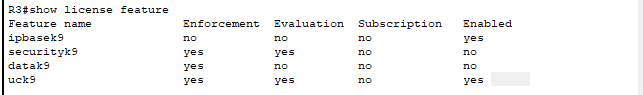 R3#show license feature
Feature name Enforcement Evaluation Subscription Enabled
ipbasek9 no no no yes
securityk9 yes yes no no
datak9 yes no no no
uck9 yes yes no yes